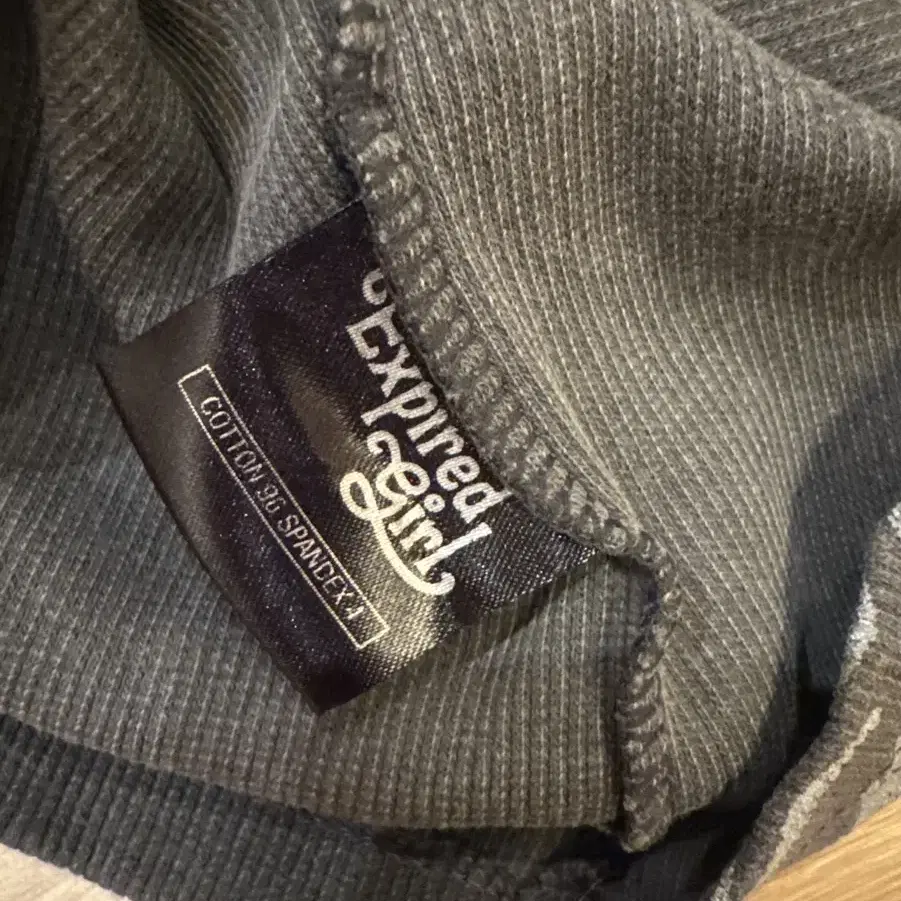 Expired
Girl
COTTON 96 SPANDEX 4